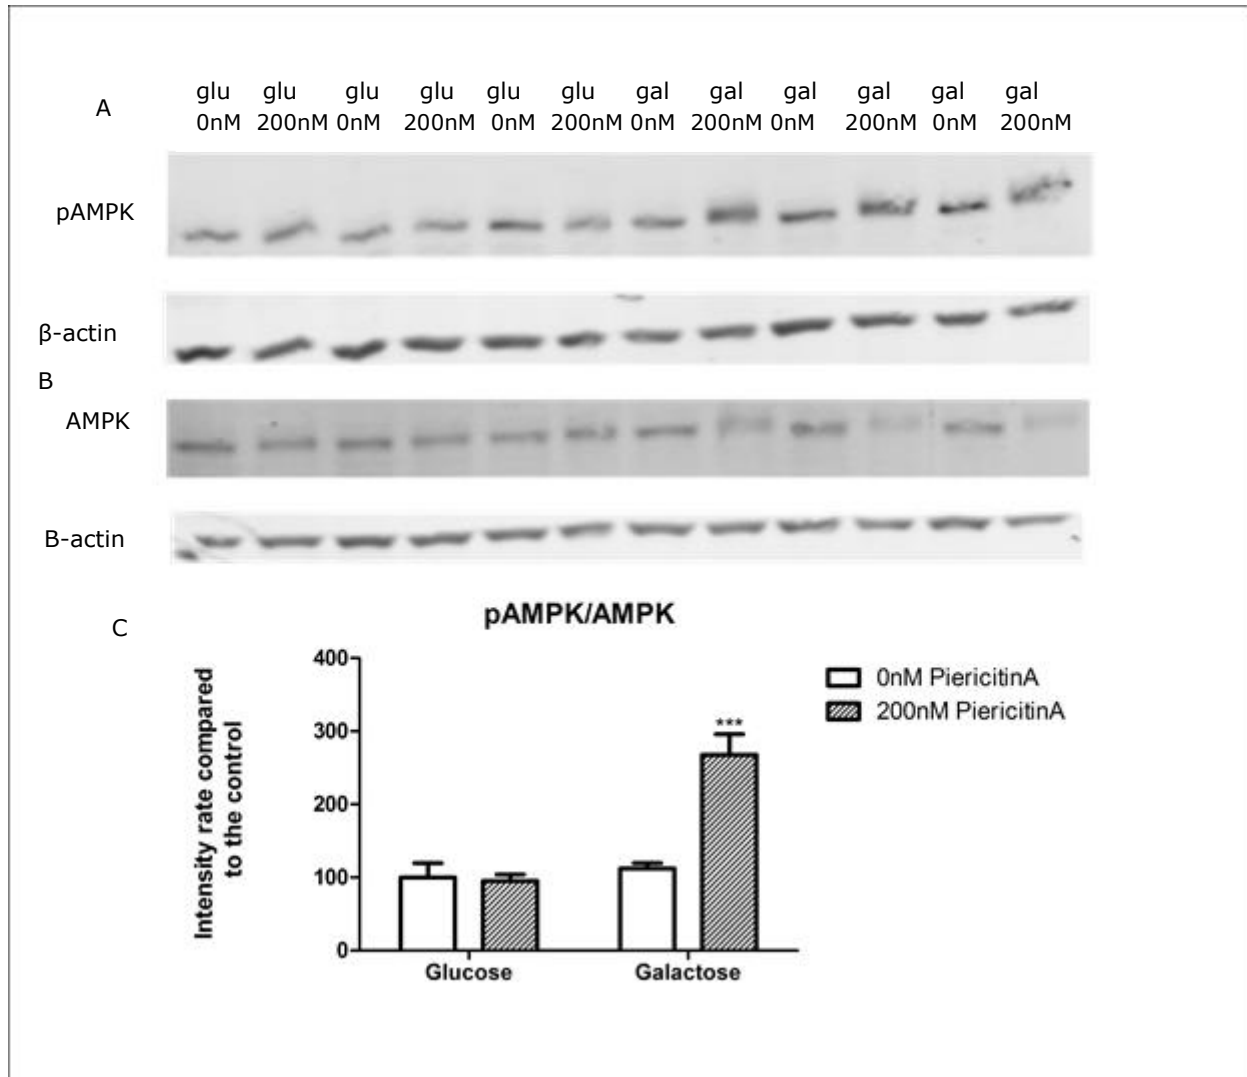 A
glu glu glu glu glu glu gal gal gal gal gal gal
0nM 200nM 0nM 200nM 0nM 200nM 0nM 200nM 0nM 200nM 0nM 200nM
pAMPK
β-actin
B
AMPK
B-actin
C
pAMPK/AMPK
Intensity rate compared
to the control
400
300
200
100
0
***
Glucose
Galactose
0nM PiericitinA
200nM PiericitinA